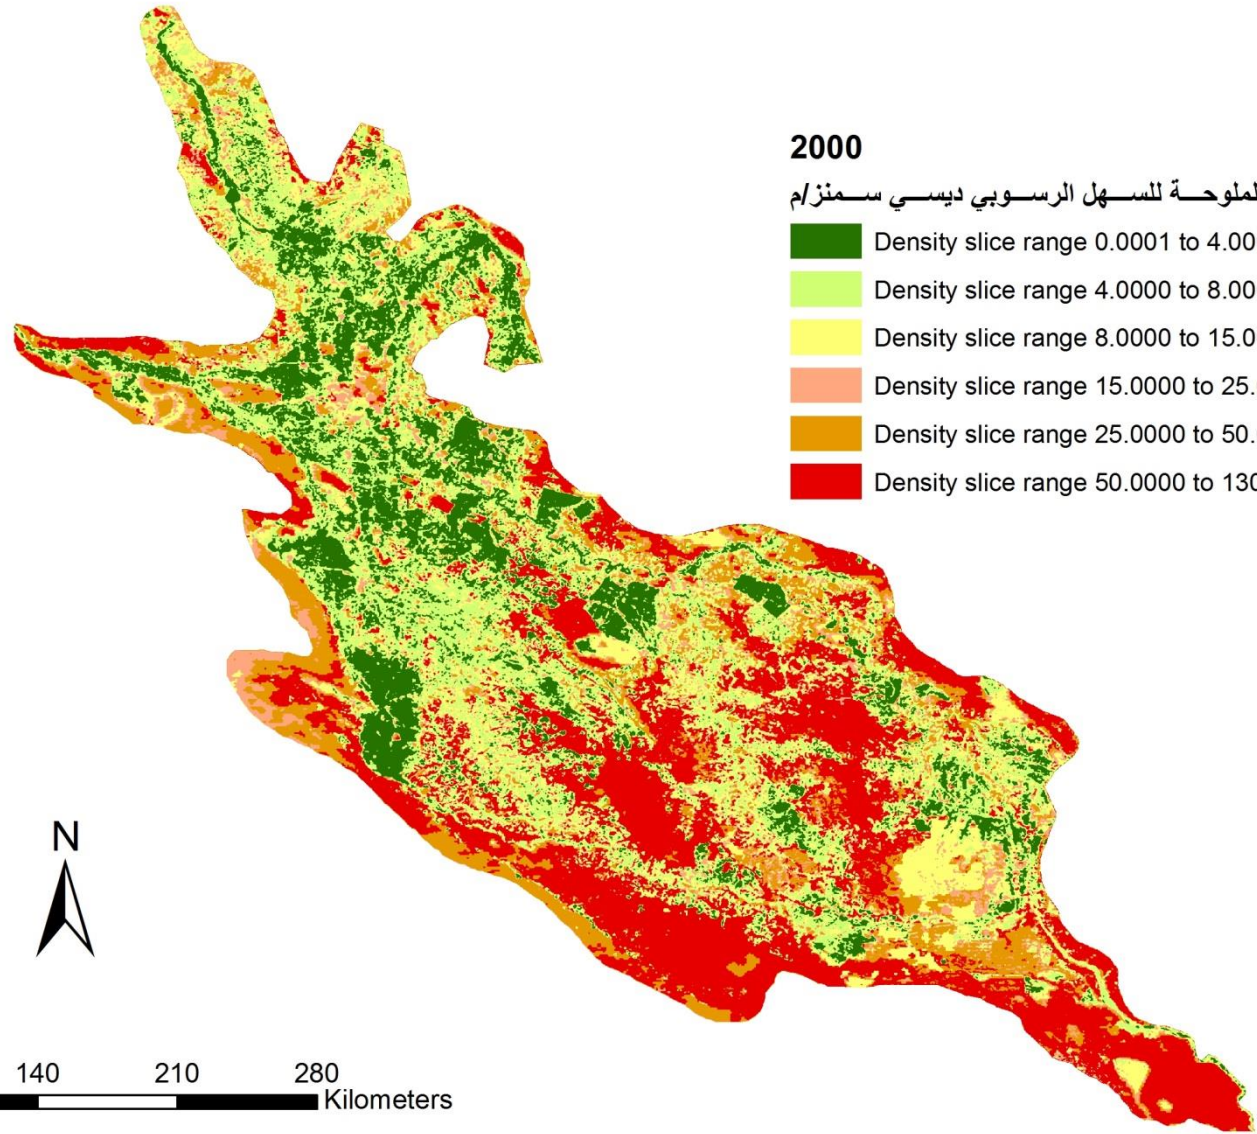 2000
الملوحة للسهل الرسوبي ديسي سمنز/م
Density slice range 0.0001 to 4.00
Density slice range 4.0000 to 8.00
Density slice range 8.0000 to 15.0
Density slice range 15.0000 to 25.
Density slice range 25.0000 to 50.
Density slice range 50.0000 to 130
N
140 210 280
Kilometers